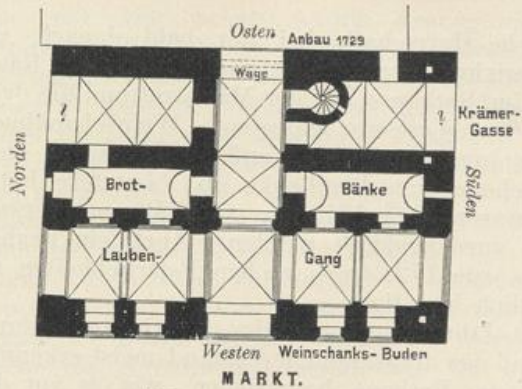 Osten
Anbau 1729
Wage
?
?
Krämer-
Gasse
Norden
Brot-
Bänke
Süden
Lauben-
Gang
Westen
Weinschanks-Buden
MARKT.